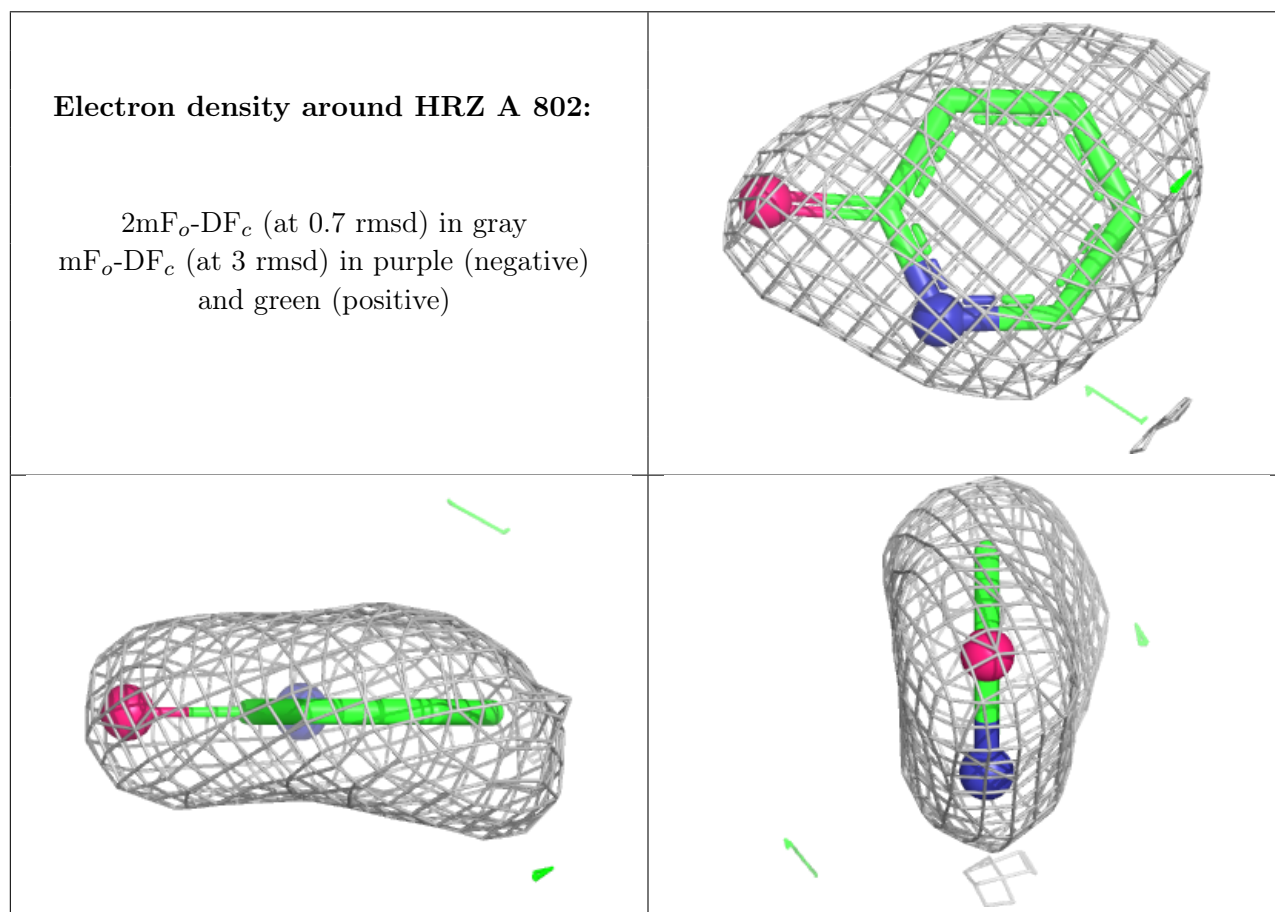 Electron density around HRZ A 802:
2mFo-DFc (at 0.7 rmsd) in gray
mFo-DFc (at 3 rmsd) in purple (negative)
and green (positive)